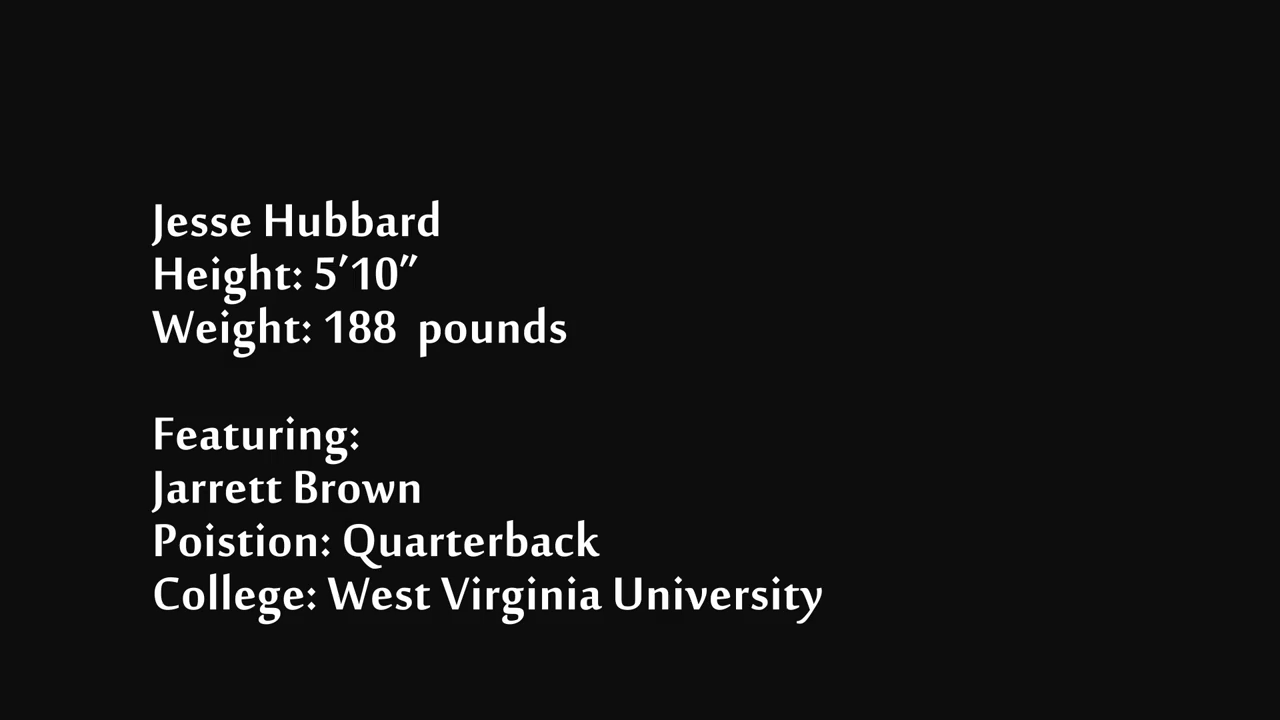 Jesse Hubbard
Height: 5’10”
Weight: 188  pounds
Featuring:
Jarrett Brown
Poistion: Quarterback
College: West Virginia University